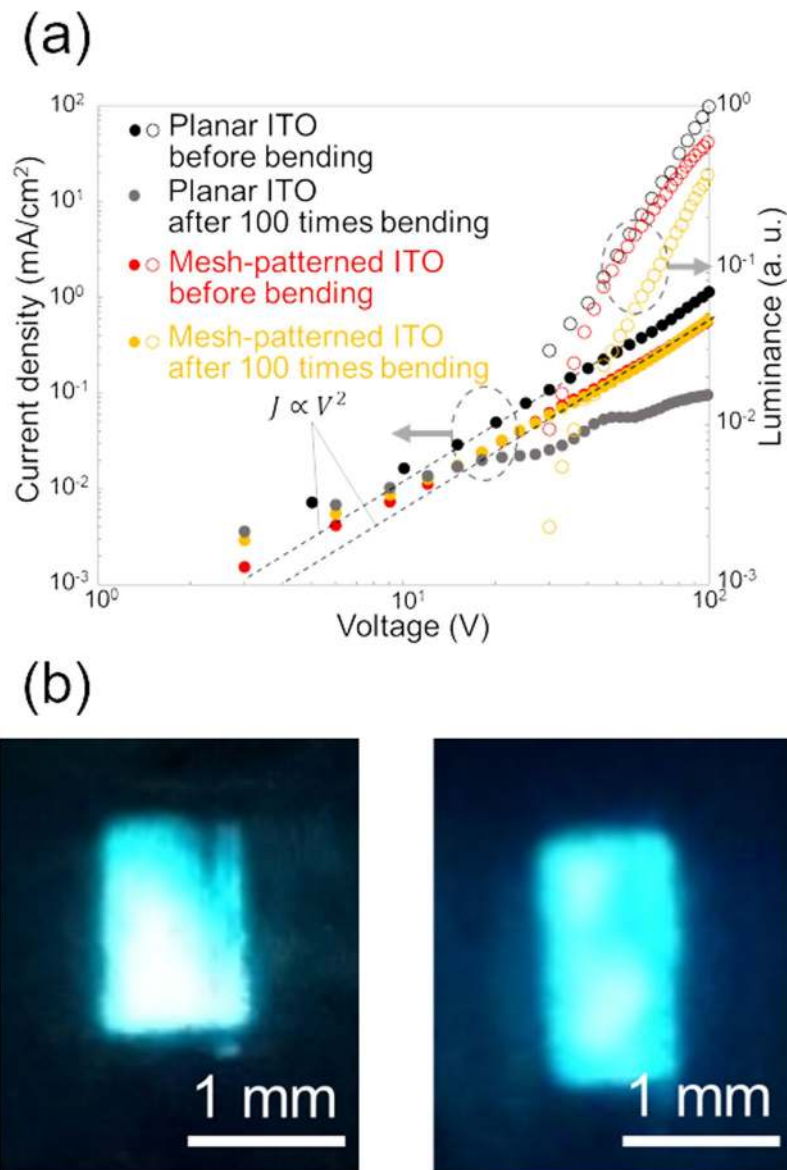 (a)
10²
10¹
10⁰
10⁻¹
10⁻²
10⁻³
Current density (mA/cm2)
Planar ITO
before bending
Planar ITO
after 100 times bending
Mesh-patterned ITO
before bending
Mesh-patterned ITO
after 100 times bending
J ∝ V²
10⁰
10⁻¹
10⁻²
10⁻³
Luminance (a. u.)
10⁰
10¹
10²
Voltage (V)
(b)
1 mm
1 mm